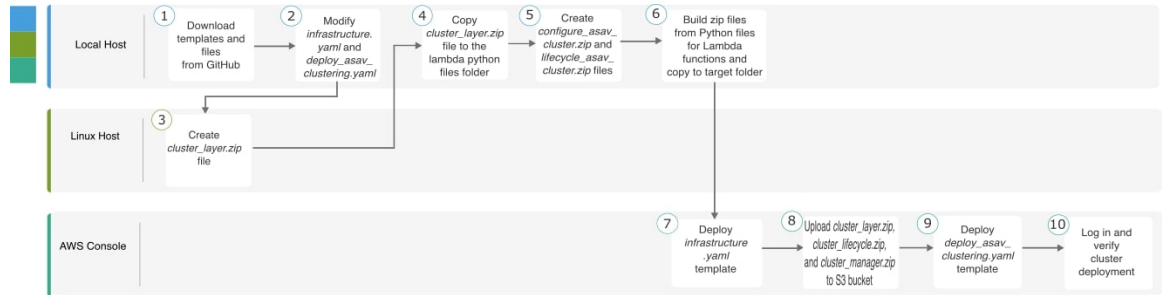 Local Host
1
Download
templates and
files
from GitHub
2
Modify
infrastructure.
yaml and
deploy_asav_
clustering.yaml
4
Copy
cluster_layer.zip
file to the
lambda python
files folder
5
Create
configure_asav_
cluster.zip and
lifecycle_asav_
cluster.zip files
6
Build zip files
from Python files
for Lambda
functions and
copy to target folder
Linux Host
3
Create
cluster_layer.zip
file
AWS Console
7
Deploy
infrastructure
.yaml
template
8
Upload cluster_layer.zip,
cluster_lifecycle.zip,
and cluster_manager.zip
to S3 bucket
9
Deploy
deploy_asav_
clustering.yaml
template
10
Log in and
verify
cluster
deployment